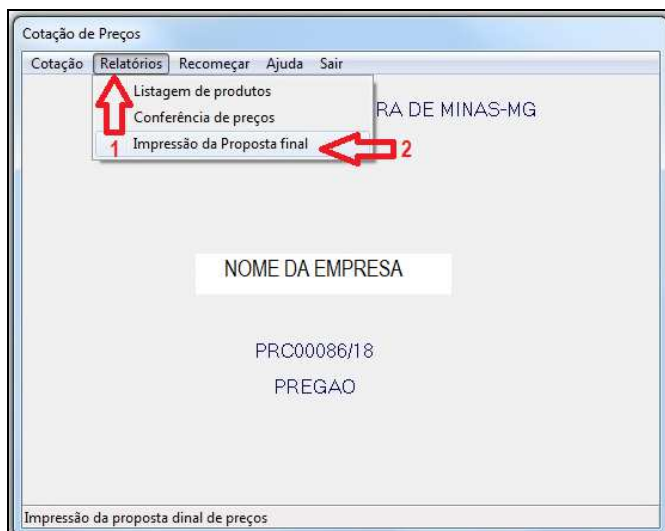 Cotação de Preços
Cotação Relatórios Recomeçar Ajuda Sair
Listagem de produtos
RA DE MINAS-MG
Conferência de preços
1 Impressão da Proposta final 2
NOME DA EMPRESA
PRC00086/18
PREGAO
Impressão da proposta dinal de preços